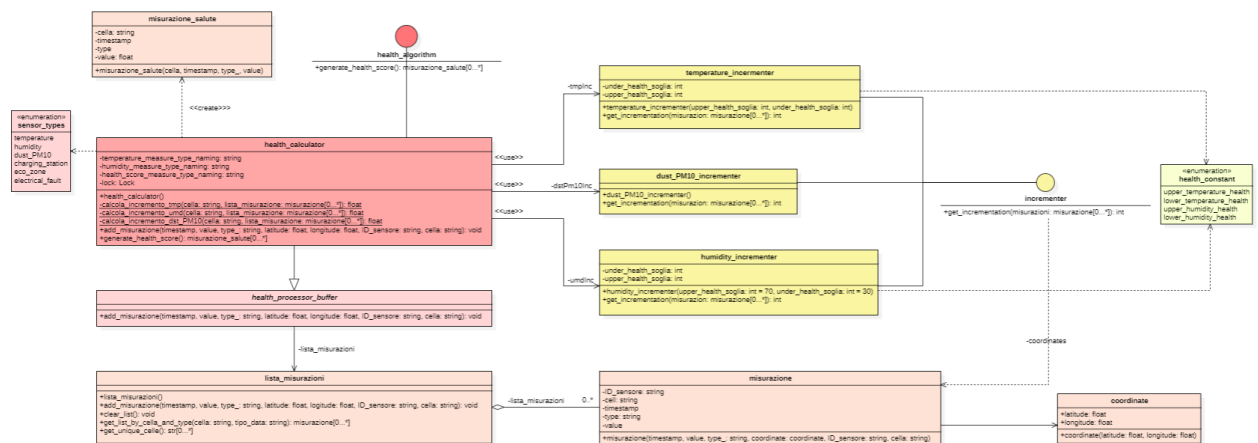 misurazione_salute
-cella: string
-timestamp
-type
-value: float
+misurazione_salute(cella, timestamp, type_, value)
health_algorithm
+generate_health_score(): misurazione_salute[0...*]
<<create>>>
«enumeration»
sensor_types
temperature
humidity
dust_PM10
charging_station
eco_zone
electrical_fault
health_calculator
-temperature_measure_type_naming: string
-humidity_measure_type_naming: string
-health_score_measure_type_naming: string
-lock: Lock
+health_calculator()
-calcola_incremento_tmp(cella: string, lista_misurazione: misurazione[0...*]): float
-calcola_incremento_umd(cella: string, lista_misurazione: misurazione[0...*]): float
-calcola_incremento_dst_PM10(cella: string, lista_misurazione: misurazione[0...*]): float
+add_misurazione(timestamp, value, type_: string, latitude: float, longitude: float, ID_sensore: string, cella: string): void
+generate_health_score(): misurazione_salute[0...*]
<<use>>
-tmpInc
<<use>>
-dstPm10Inc
<<use>>
-umdInc
temperature_incermenter
-under_health_soglia: int
-upper_health_soglia: int
+temperature_incrementer(upper_health_soglia: int, under_health_soglia: int)
+get_incrementation(misurazion: misurazione[0...*]): int
dust_PM10_incrementer
+dust_PM10_incrementer()
+get_incrementation(misurazione: misurazione[0...*]): int
incrementer
+get_incrementation(misurazioni: misurazione[0...*]): int
«enumeration»
health_constant
upper_temperature_health
lower_temperature_health
upper_humidity_health
lower_humidity_health
humidity_incrementer
-under_health_soglia: int
-upper_health_soglia: int
+humidity_incrementer(upper_health_soglia: int = 70, under_health_soglia: int = 30)
+get_incrementation(misurazion: misurazione[0...*]): int
health_processor_buffer
+add_misurazione(timestamp, value, type_: string, latitude: float, longitude: float, ID_sensore: string, cella: string): void
-lista_misurazioni
-coordinates
lista_misurazioni
+lista_misurazioni()
+add_misurazione(timestamp, value, type_: string, latitude: float, logitude: float, ID_sensore: string, cella: string): void
+clear_list(): void
+get_list_by_cella_and_type(cella: string, tipo_data: string): misurazione[0...*]
+get_unique_celle(): str[0...*]
-lista_misurazioni 0..*
misurazione
-ID_sensore: string
-cell: string
-timestamp
-type: string
-value
+misurazione(timestamp, value, type_: string, coordinate: coordinate, ID_sensore: string, cella: string)
coordinate
+latitude: float
+longitude: float
+coordinate(latitude: float, longitude: float)